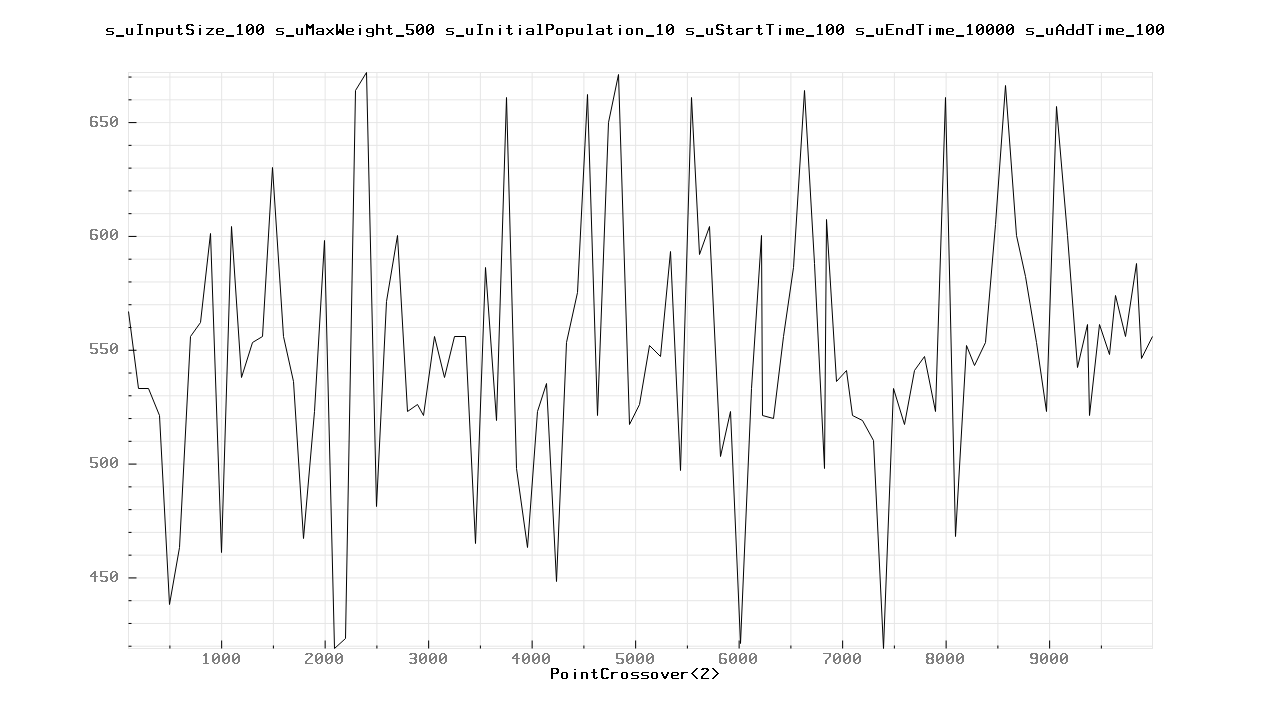 s_uInputSize_100 s_uMaxWeight_500 s_uInitialPopulation_10 s_uStartTime_100 s_uEndTime_10000 s_uAddTime_100
650
600
550
500
450
1000 2000 3000 4000 5000 6000 7000 8000 9000
PointCrossover<2>